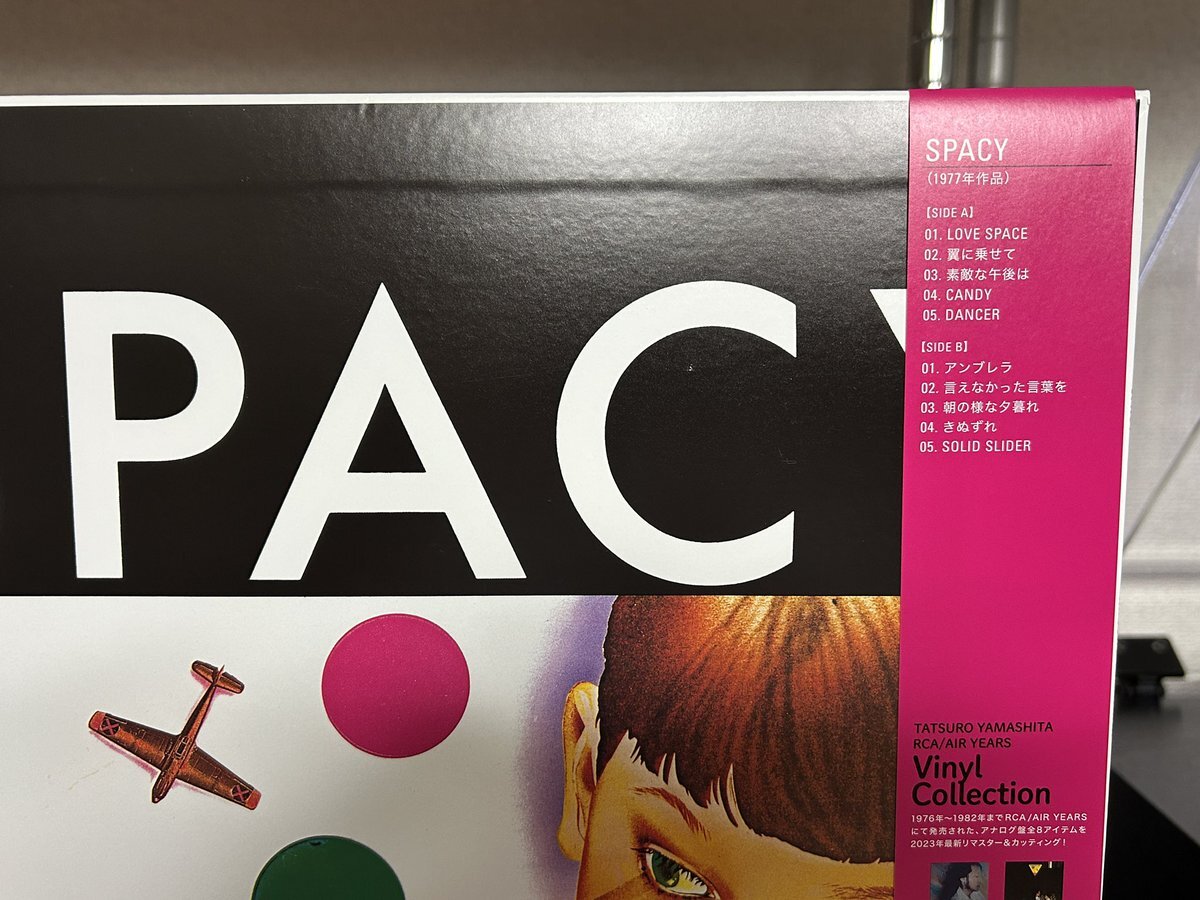 PACY
SPACY
（1977年作品）
【SIDE A】
01. LOVE SPACE
02. 翼に乗せて
03. 素敵な午後は
04. CANDY
05. DANCER
【SIDE B】
01. アンブレラ
02. 言えなかった言葉を
03. 朝の様な夕暮れ
04. きぬずれ
05. SOLID SLIDER
TATSURO YAMASHITA
RCA/AIR YEARS
Vinyl
Collection
1976年〜1982年までRCA/AIR YEARS
にて発売された、アナログ盤全8アイテムを
2023年最新リマスター&カッティング！